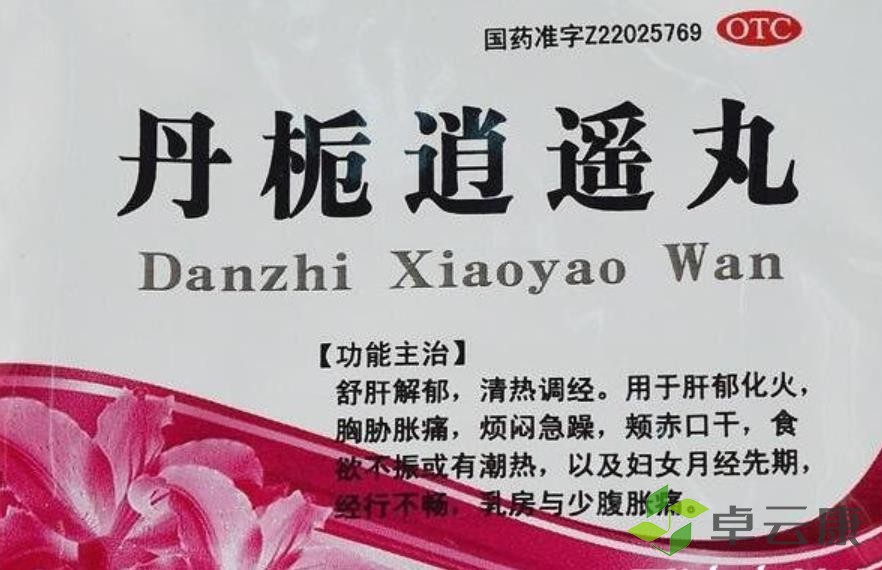 国药准字Z22025769 OTC
丹栀逍遥丸
Danzhi Xiaoyao Wan
【功能主治】
舒肝解郁，清热调经。用于肝郁化火，
胸胁胀痛，烦闷急躁，颊赤口干，食
欲不振或有潮热，以及妇女月经先期，
经行不畅，乳房与少腹胀痛。
卓云康